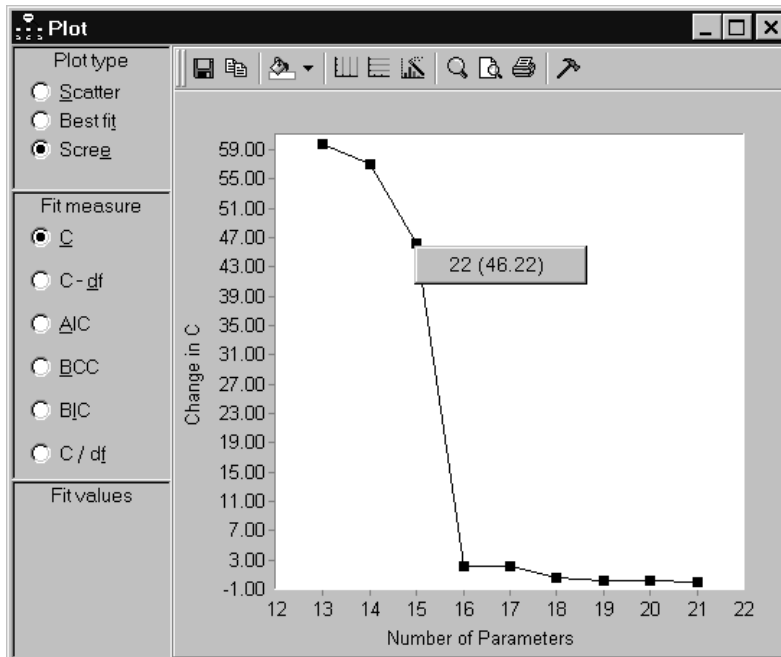 Plot
Plot type
Scatter
Best fit
Scree
Fit measure
C
C - df
AIC
BCC
BIC
C / df
Fit values
59.00
55.00
51.00
47.00
43.00
39.00
35.00
31.00
27.00
23.00
19.00
15.00
11.00
7.00
3.00
-1.00
Change in C
22 (46.22)
12 13 14 15 16 17 18 19 20 21 22
Number of Parameters